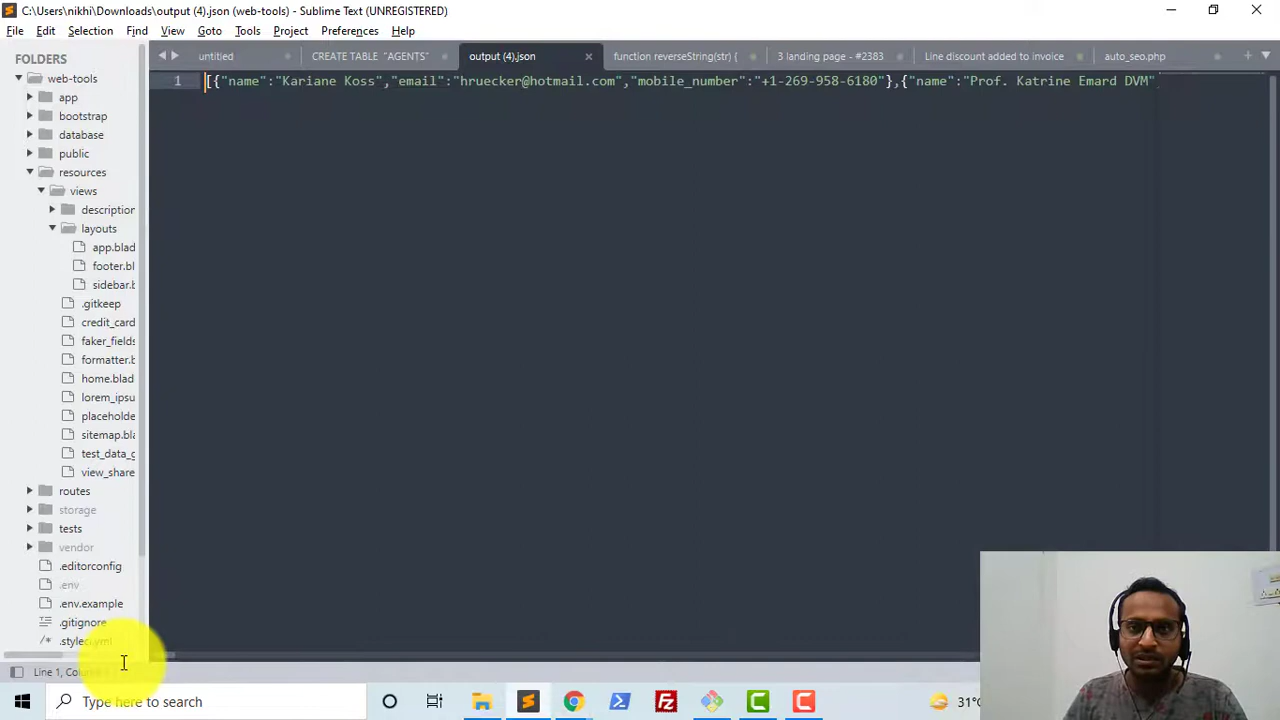 C:\Users\nikhi\Downloads\output (4).json (web-tools) - Sublime Text (UNREGISTERED)
File Edit Selection Find View Goto Tools Project Preferences Help
FOLDERS
web-tools
app
bootstrap
database
public
resources
views
description
layouts
app.blad
footer.bl
sidebar.b
.gitkeep
credit_card
faker_fields
formatter.b
home.blad
lorem_ipsu
placeholde
sitemap.bla
test_data_g
view_share
routes
storage
tests
vendor
.editorconfig
.env
.env.example
.gitignore
.styleci.yml
untitled CREATE TABLE "AGENTS" output (4).json function reverseString(str) { 3 landing page - #2383 Line discount added to invoice auto_seo.php
1 [{"name":"Kariane Koss","email":"hruecker@hotmail.com","mobile_number":"+1-269-958-6180"},{"name":"Prof. Katrine Emard DVM"
Line 1,
Type here to search
31°